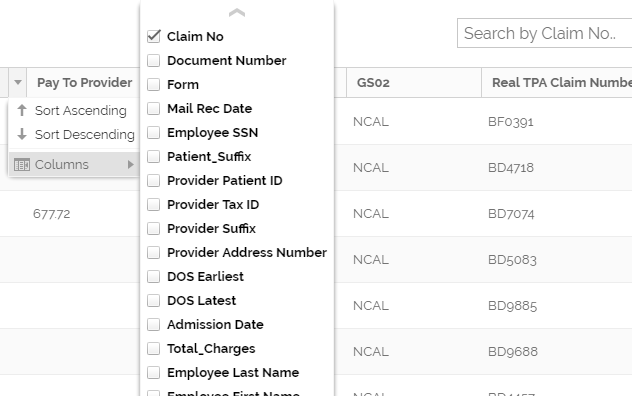 Search by Claim No..
Pay To Provider
GS02
Real TPA Claim Numbe
Sort Ascending
Sort Descending
Columns
Claim No
Document Number
Form
Mail Rec Date
Employee SSN
Patient_Suffix
Provider Patient ID
Provider Tax ID
Provider Suffix
Provider Address Number
DOS Earliest
DOS Latest
Admission Date
Total_Charges
Employee Last Name
Employee First Name
NCAL BF0391
NCAL BD4718
677.72 NCAL BD7074
NCAL BD5083
NCAL BD9885
NCAL BD9688